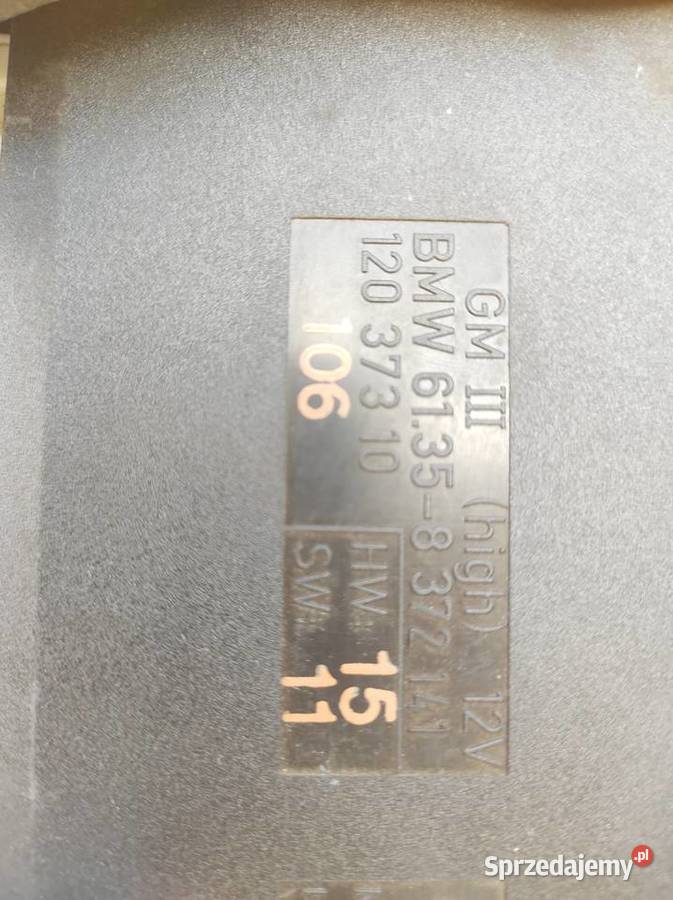 GM III (high) 12V
BMW 61.35-8 372 141
120 373 10
106
HW 15
SW 11
Sprzedajemy.pl